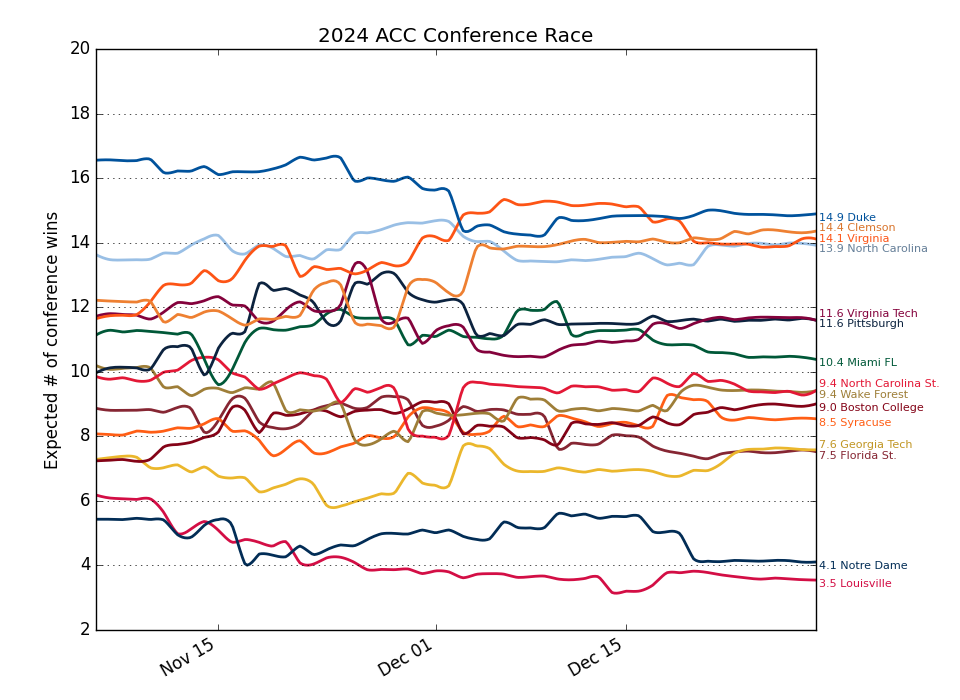 2024 ACC Conference Race
Expected # of conference wins
20
18
16
14
12
10
8
6
4
2
Nov 15
Dec 01
Dec 15
14.9 Duke
14.4 Clemson
14.1 Virginia
13.9 North Carolina
11.6 Virginia Tech
11.6 Pittsburgh
10.4 Miami FL
9.4 North Carolina St.
9.4 Wake Forest
9.0 Boston College
8.5 Syracuse
7.6 Georgia Tech
7.5 Florida St.
4.1 Notre Dame
3.5 Louisville